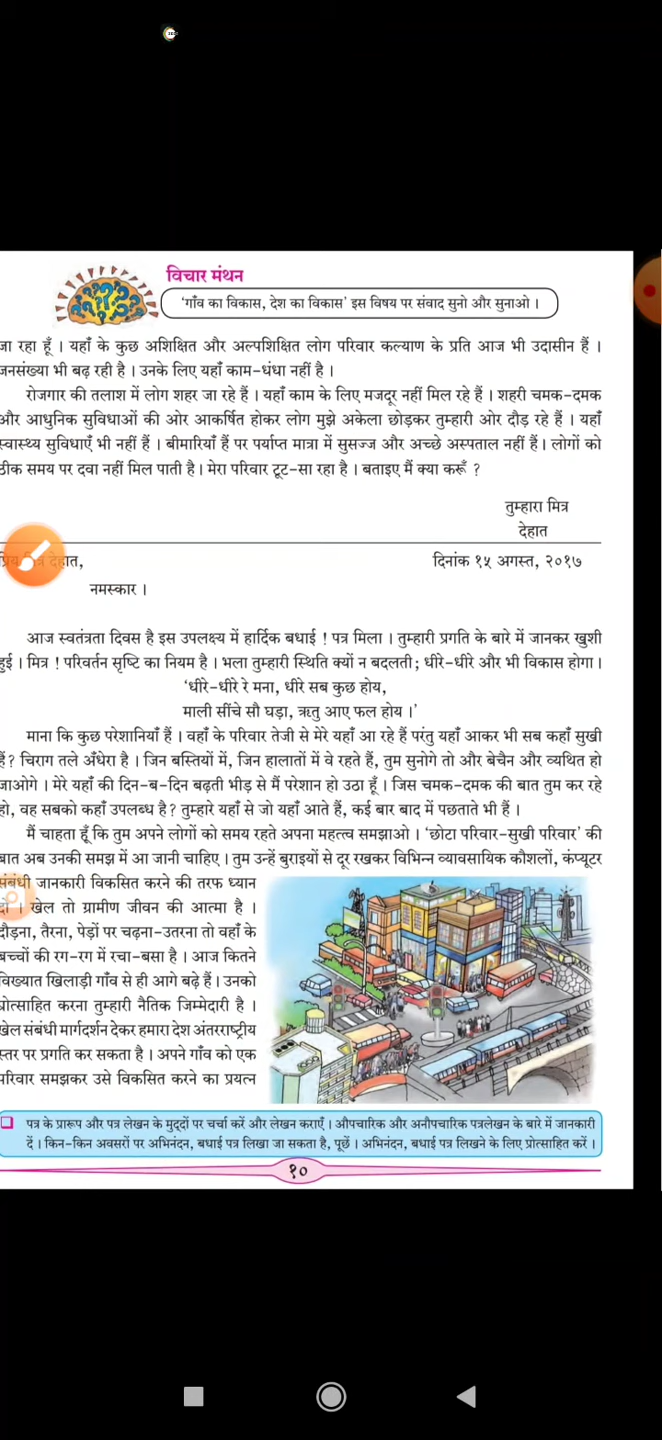 विचार मंथन
'गाँव का विकास, देश का विकास' इस विषय पर संवाद सुनो और सुनाओ ।
जा रहा हूँ । यहाँ के कुछ अशिक्षित और अल्पशिक्षित लोग परिवार कल्याण के प्रति आज भी उदासीन हैं ।
जनसंख्या भी बढ़ रही है । उनके लिए यहाँ काम-धंधा नहीं है ।
रोजगार की तलाश में लोग शहर जा रहे हैं । यहाँ काम के लिए मजदूर नहीं मिल रहे हैं । शहरी चमक-दमक
और आधुनिक सुविधाओं की ओर आकर्षित होकर लोग मुझे अकेला छोड़कर तुम्हारी ओर दौड़ रहे हैं । यहाँ
स्वास्थ्य सुविधाएँ भी नहीं हैं । बीमारियाँ हैं पर पर्याप्त मात्रा में सुसज्ज और अच्छे अस्पताल नहीं हैं। लोगों को
ठीक समय पर दवा नहीं मिल पाती है। मेरा परिवार टूट-सा रहा है । बताइए मैं क्या करूँ ?
तुम्हारा मित्र
देहात
देहात,
दिनांक १५ अगस्त, २०१७
नमस्कार ।
आज स्वतंत्रता दिवस है इस उपलक्ष्य में हार्दिक बधाई ! पत्र मिला । तुम्हारी प्रगति के बारे में जानकर खुशी
हुई । मित्र ! परिवर्तन सृष्टि का नियम है । भला तुम्हारी स्थिति क्यों न बदलती; धीरे-धीरे और भी विकास होगा।
'धीरे-धीरे रे मना, धीरे सब कुछ होय,
माली सींचे सौ घड़ा, ऋतु आए फल होय ।'
माना कि कुछ परेशानियाँ हैं । वहाँ के परिवार तेजी से मेरे यहाँ आ रहे हैं परंतु यहाँ आकर भी सब कहाँ सुखी
हैं? चिराग तले अँधेरा है । जिन बस्तियों में, जिन हालातों में वे रहते हैं, तुम सुनोगे तो और बेचैन और व्यथित हो
जाओगे । मेरे यहाँ की दिन-ब-दिन बढ़ती भीड़ से मैं परेशान हो उठा हूँ । जिस चमक-दमक की बात तुम कर रहे
हो, वह सबको कहाँ उपलब्ध है? तुम्हारे यहाँ से जो यहाँ आते हैं, कई बार बाद में पछताते भी हैं ।
मैं चाहता हूँ कि तुम अपने लोगों को समय रहते अपना महत्त्व समझाओ । 'छोटा परिवार-सुखी परिवार' की
बात अब उनकी समझ में आ जानी चाहिए । तुम उन्हें बुराइयों से दूर रखकर विभिन्न व्यावसायिक कौशलों, कंप्यूटर
संबंधी जानकारी विकसित करने की तरफ ध्यान
दो । खेल तो ग्रामीण जीवन की आत्मा है ।
दौड़ना, तैरना, पेड़ों पर चढ़ना-उतरना तो वहाँ के
बच्चों की रग-रग में रचा-बसा है । आज कितने
विख्यात खिलाड़ी गाँव से ही आगे बढ़े हैं। उनको
प्रोत्साहित करना तुम्हारी नैतिक जिम्मेदारी है ।
खेल संबंधी मार्गदर्शन देकर हमारा देश अंतरराष्ट्रीय
स्तर पर प्रगति कर सकता है । अपने गाँव को एक
परिवार समझकर उसे विकसित करने का प्रयत्न
पत्र के प्रारूप और पत्र लेखन के मुद्दों पर चर्चा करें और लेखन कराएँ । औपचारिक और अनौपचारिक पत्रलेखन के बारे में जानकारी
दें । किन-किन अवसरों पर अभिनंदन, बधाई पत्र लिखा जा सकता है, पूछें । अभिनंदन, बधाई पत्र लिखने के लिए प्रोत्साहित करें ।
१०